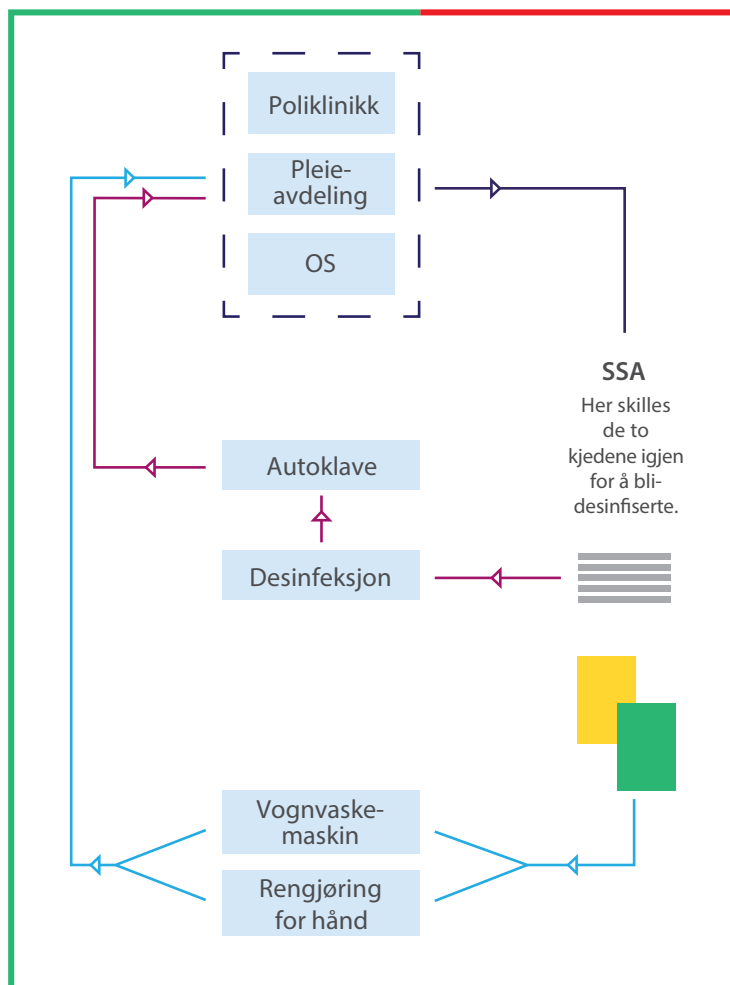 Poliklinikk
Pleie-
avdeling
OS
SSA
Her skilles
de to
kjedene igjen
for å bli-
desinfiserte.
Autoklave
Desinfeksjon
Vognvaske-
maskin
Rengjøring
for hånd